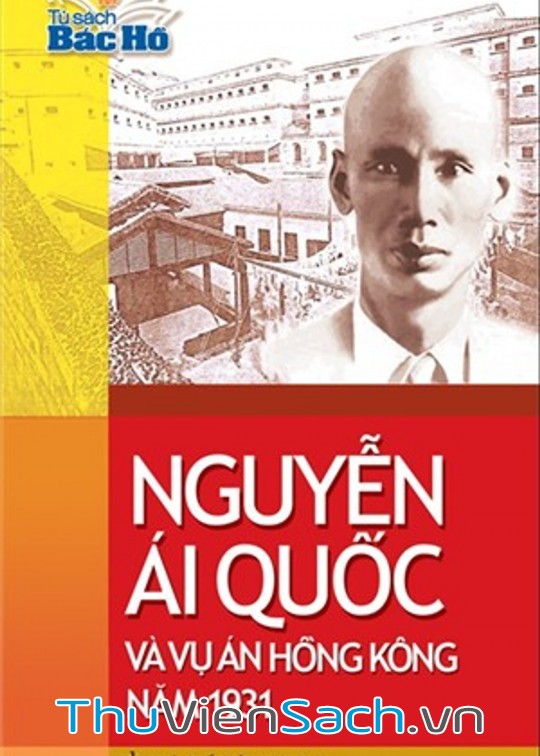 Tủ sách
Bác Hồ
NGUYỄN
ÁI QUỐC
VÀ VỤ ÁN HỒNG KÔNG
NĂM 1931
ThuVienSach.vn